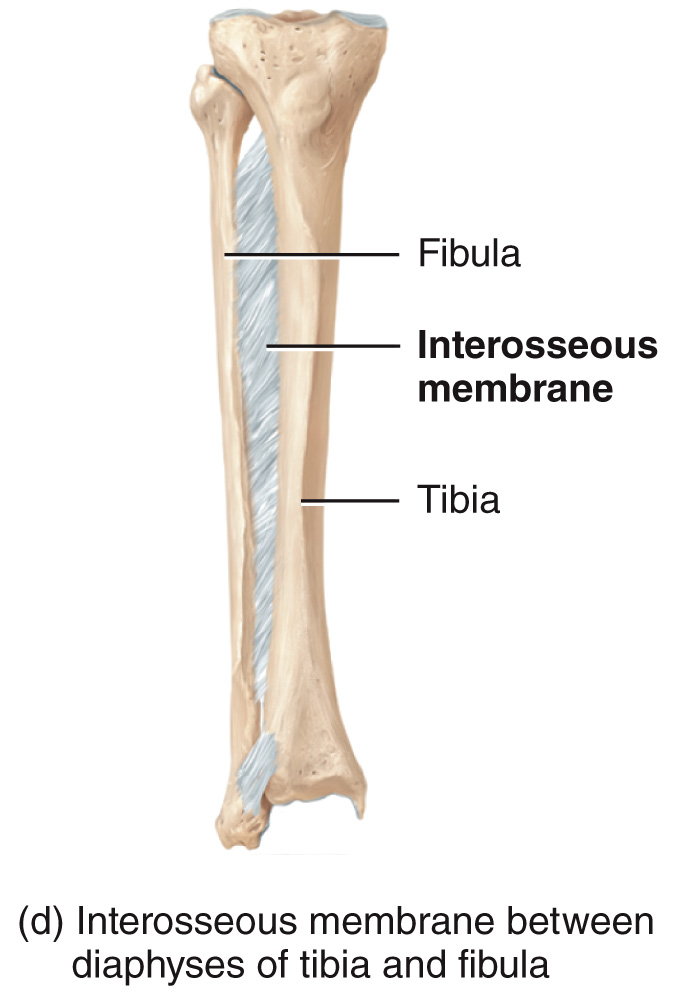 Fibula
Interosseous
membrane
Tibia
(d) Interosseous membrane between
diaphyses of tibia and fibula